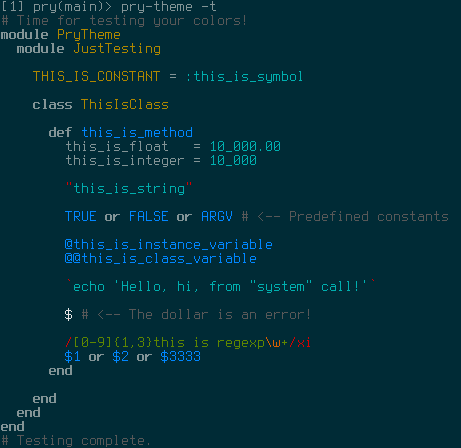 [1] pry(main)> pry-theme -t
# Time for testing your colors!
module PryTheme
  module JustTesting

    THIS_IS_CONSTANT = :this_is_symbol

    class ThisIsClass

      def this_is_method
        this_is_float   = 10_000.00
        this_is_integer = 10_000

        "this_is_string"

        TRUE or FALSE or ARGV # <-- Predefined constants

        @this_is_instance_variable
        @@this_is_class_variable

        `echo 'Hello, hi, from "system" call!'`

        $ # <-- The dollar is an error!

        /[0-9]{1,3}this is regexp\w+/xi
        $1 or $2 or $3333
      end

    end
  end
end
# Testing complete.